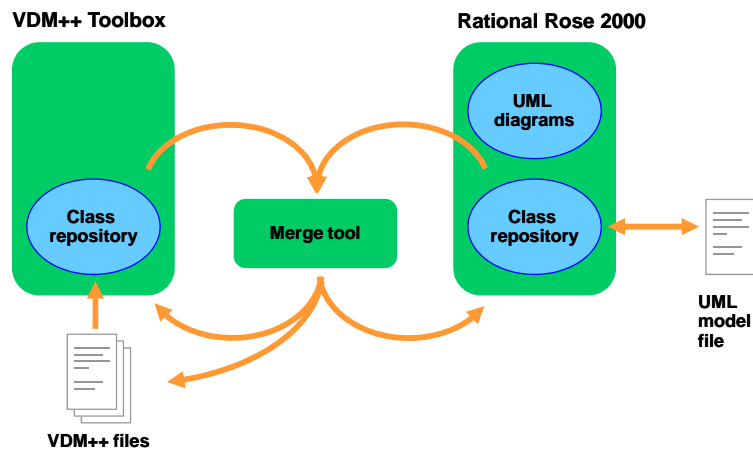 VDM++ Toolbox
Rational Rose 2000
UML
diagrams
Class
repository
Merge tool
Class
repository
UML
model
file
VDM++ files